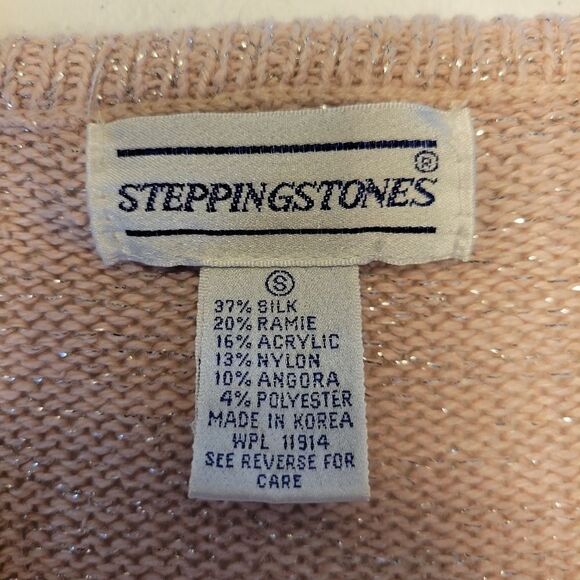 STEPPINGSTONES ®
S
37% SILK
20% RAMIE
16% ACRYLIC
13% NYLON
10% ANGORA
4% POLYESTER
MADE IN KOREA
WPL 11914
SEE REVERSE FOR
CARE